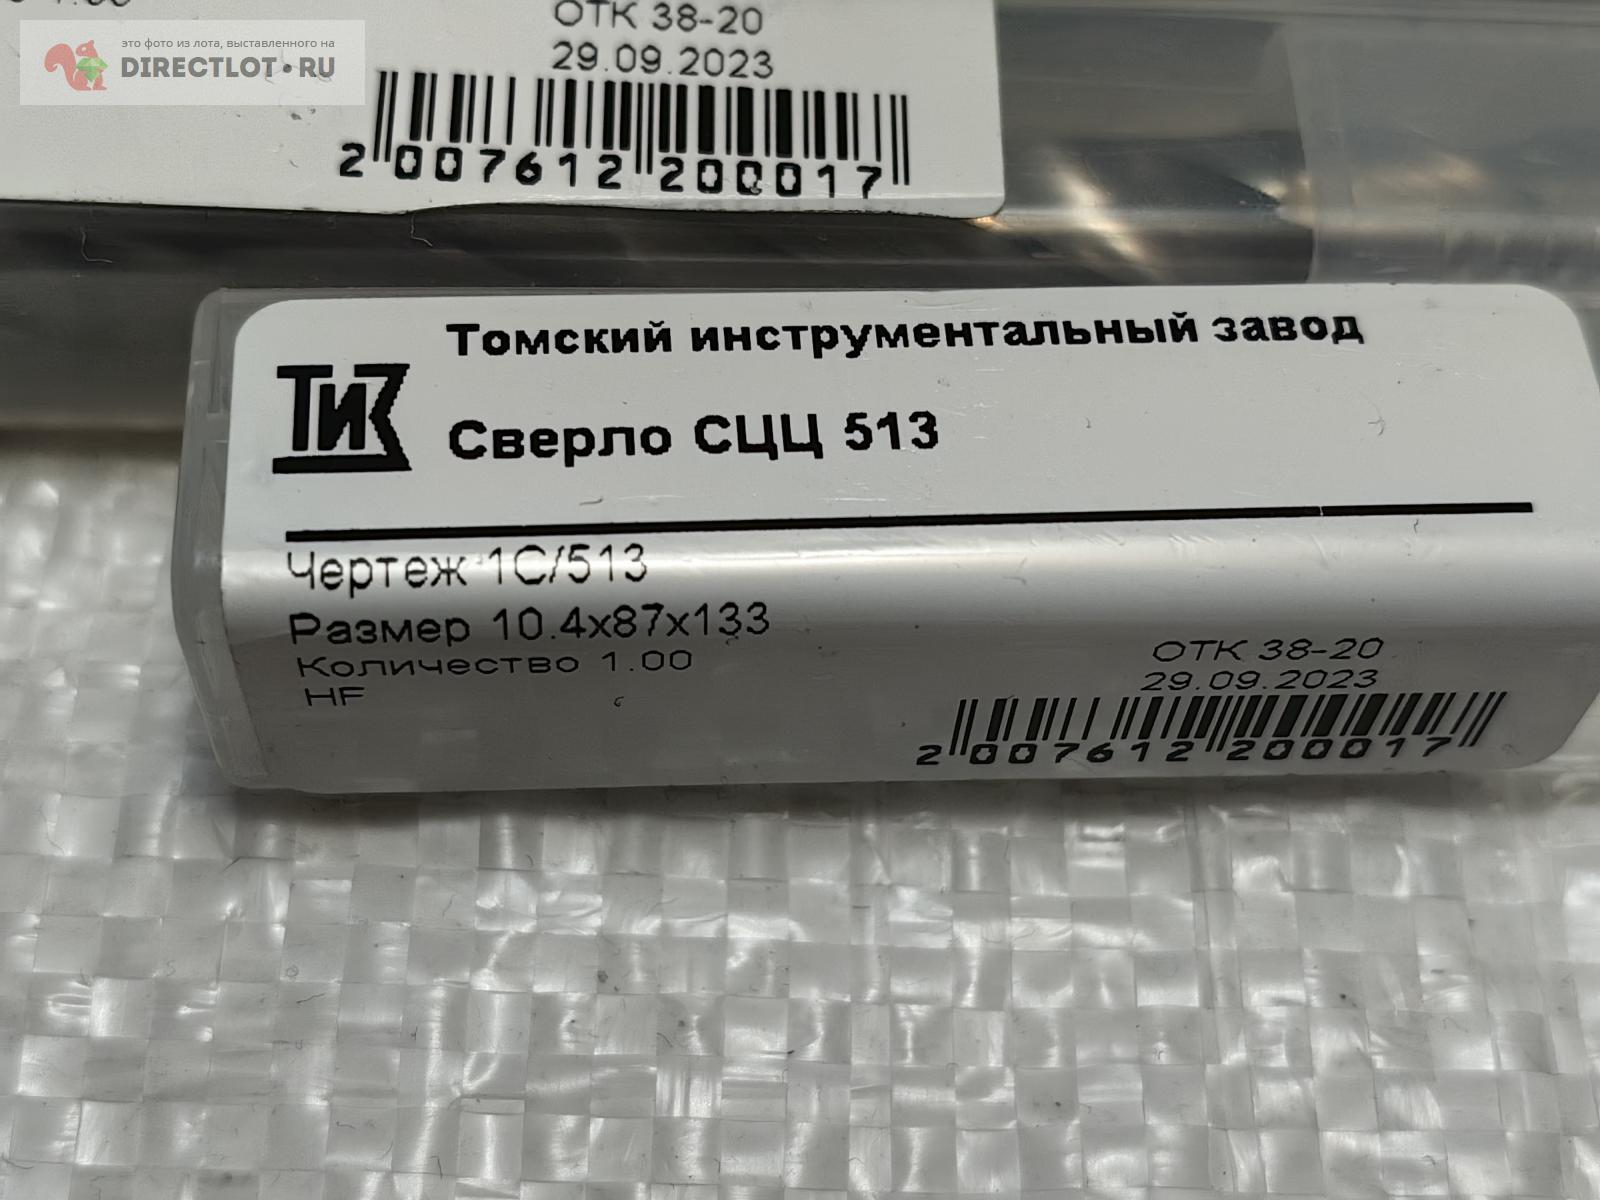 это фото из лота, выставленного на
DIRECTLOT.RU
ОТК 38-20
29.09.2023
2 007612 200017
ТИЗ
Томский инструментальный завод
Сверло СЦЦ 513
Чертеж 1С/513
Размер 10.4x87x133
Количество 1.00
HF
ОТК 38-20
29.09.2023
2 007612 200017